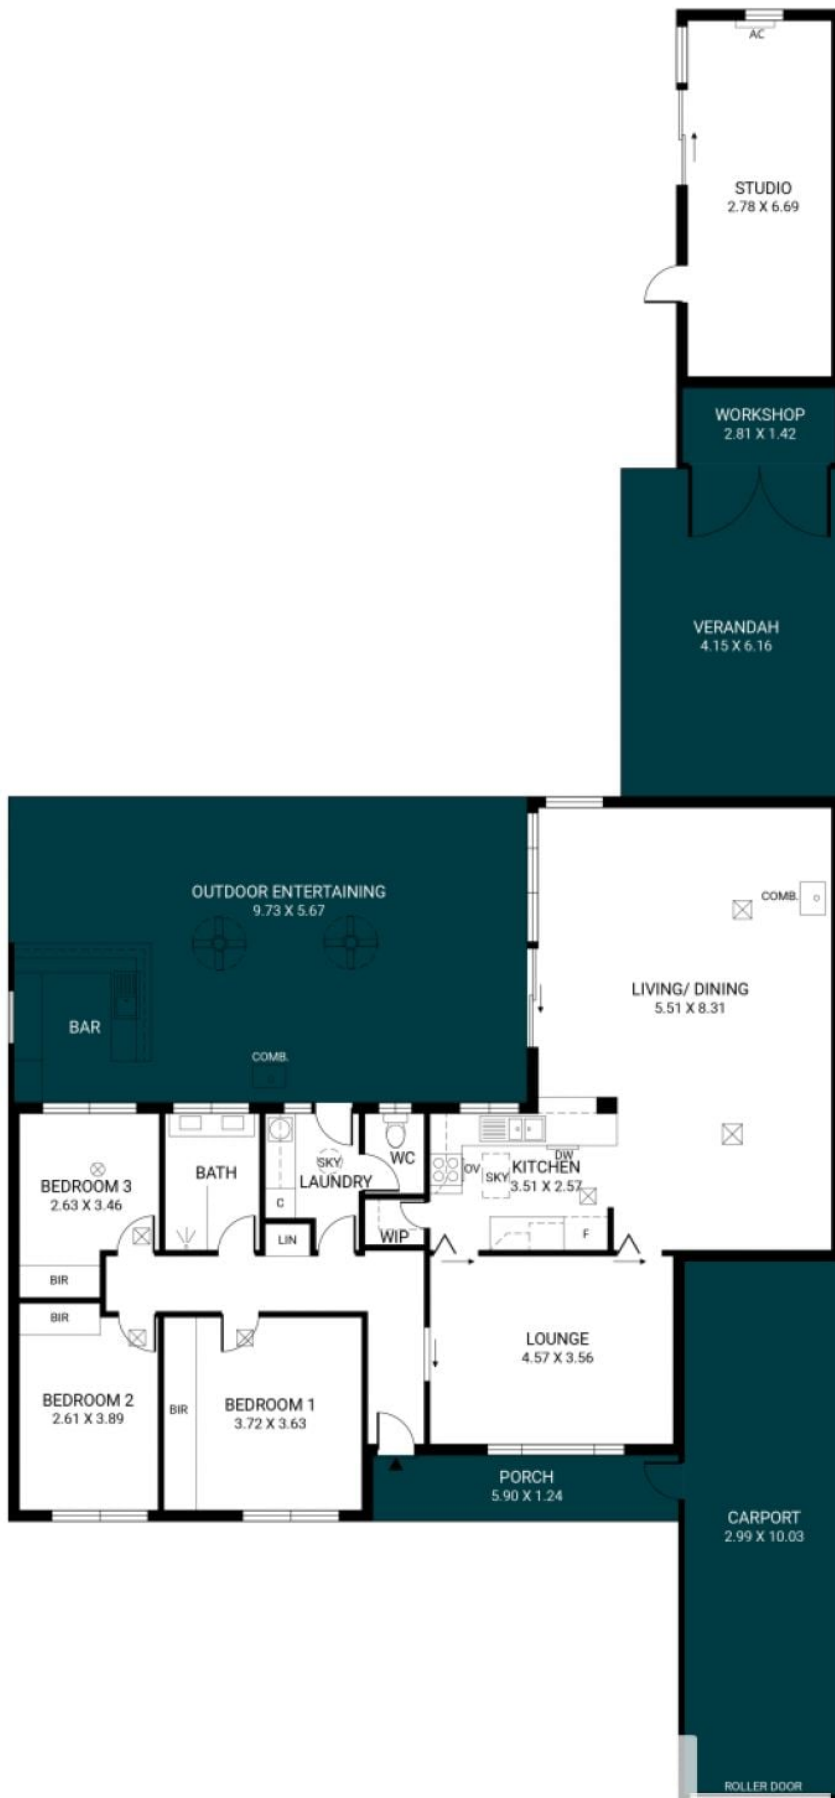 AC
STUDIO
2.78 X 6.69
WORKSHOP
2.81 X 1.42
VERANDAH
4.15 X 6.16
OUTDOOR ENTERTAINING
9.73 X 5.67
COMB.
LIVING/ DINING
5.51 X 8.31
BAR
COMB.
BATH
SKY
LAUNDRY
WC
OV
SKY
DW
KITCHEN
3.51 X 2.57
BEDROOM 3
2.63 X 3.46
C
LIN
WIP
F
BIR
BIR
LOUNGE
4.57 X 3.56
BEDROOM 2
2.61 X 3.89
BIR
BEDROOM 1
3.72 X 3.63
PORCH
5.90 X 1.24
CARPORT
2.99 X 10.03
ROLLER DOOR